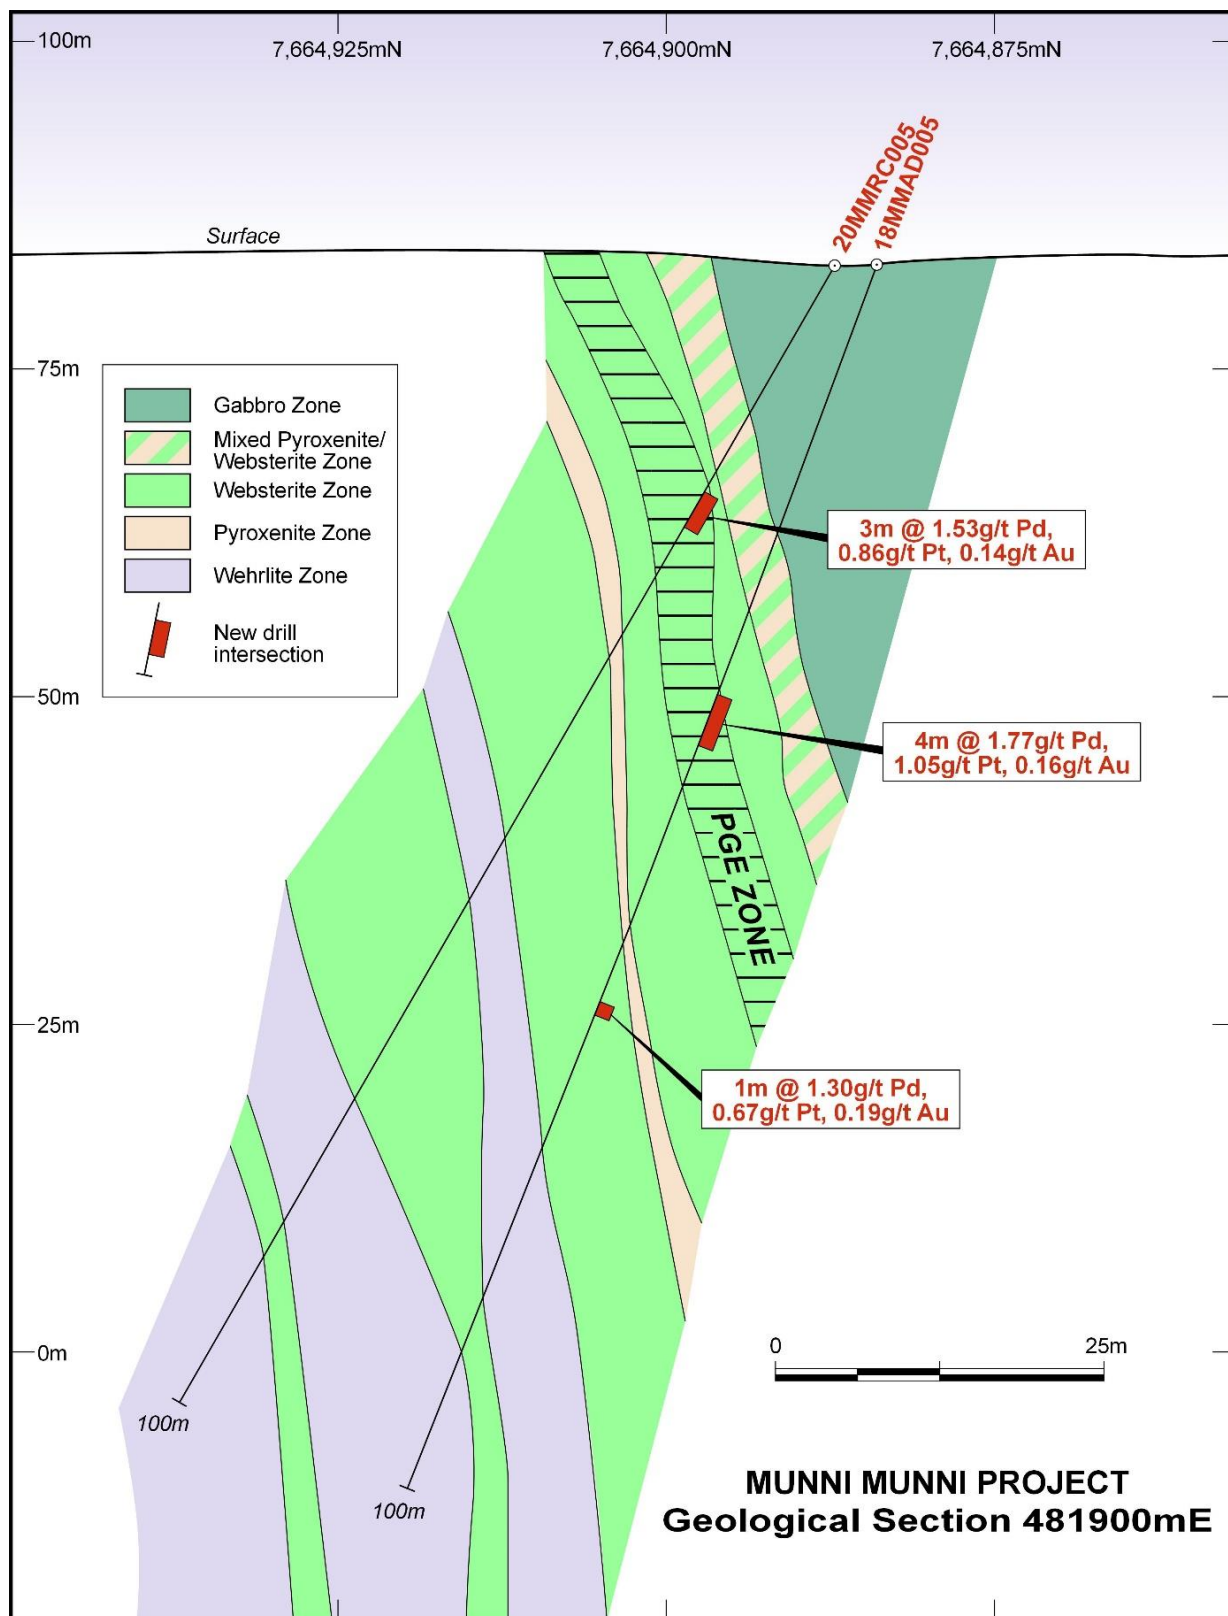 100m
7,664,925mN
7,664,900mN
7,664,875mN
20MMRC005
18MMAD005
Surface
75m
Gabbro Zone
Mixed Pyroxenite/
Websterite Zone
Websterite Zone
Pyroxenite Zone
Wehrlite Zone
New drill
intersection
3m @ 1.53g/t Pd,
0.86g/t Pt, 0.14g/t Au
50m
4m @ 1.77g/t Pd,
1.05g/t Pt, 0.16g/t Au
PGE ZONE
25m
1m @ 1.30g/t Pd,
0.67g/t Pt, 0.19g/t Au
0m
0
25m
100m
100m
MUNNI MUNNI PROJECT
Geological Section 481900mE